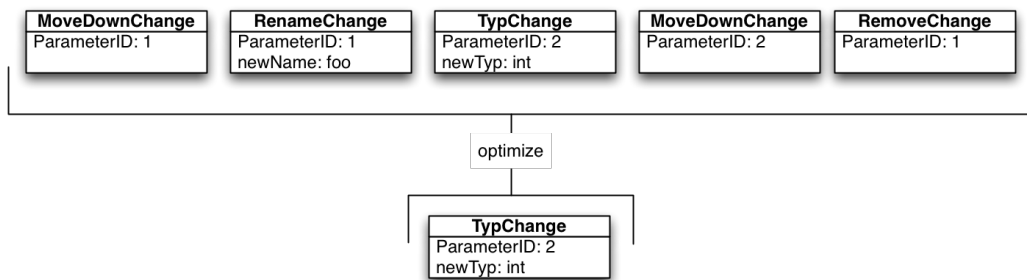 MoveDownChange
ParameterID: 1
RenameChange
ParameterID: 1
newName: foo
TypChange
ParameterID: 2
newTyp: int
MoveDownChange
ParameterID: 2
RemoveChange
ParameterID: 1
optimize
TypChange
ParameterID: 2
newTyp: int